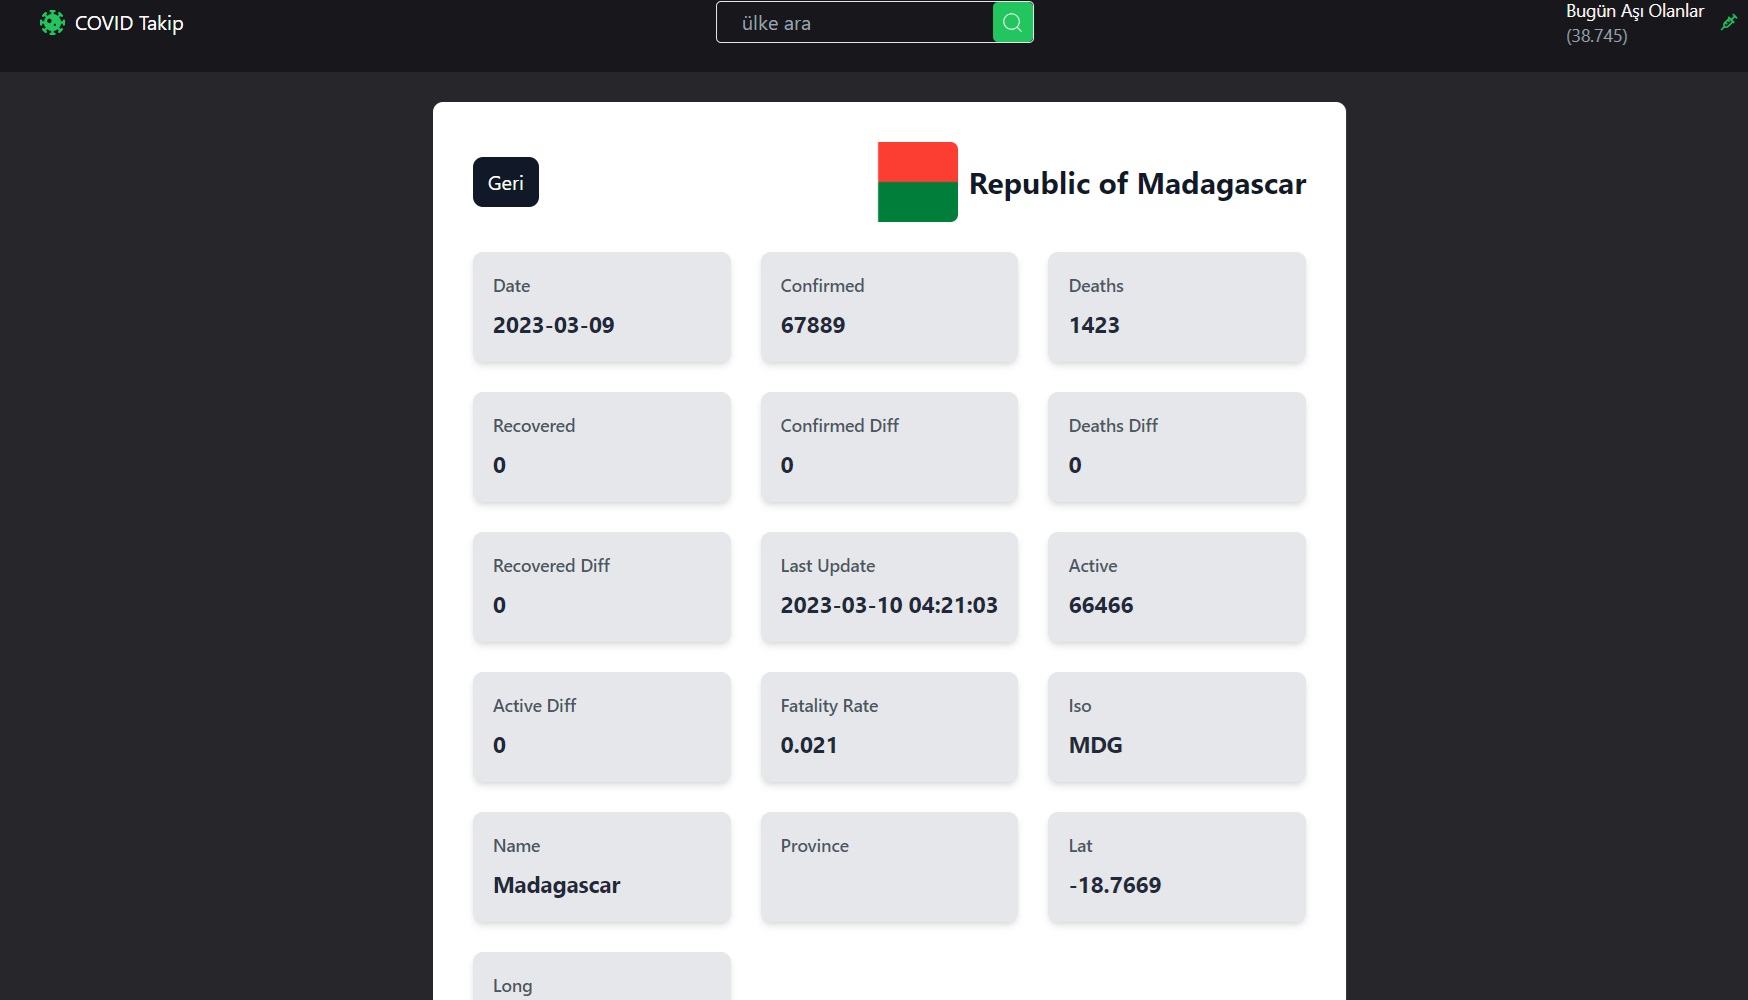 COVID Takip
ülke ara
Bugün Aşı Olanlar
(38.745)
Geri
Republic of Madagascar
Date
2023-03-09
Confirmed
67889
Deaths
1423
Recovered
0
Confirmed Diff
0
Deaths Diff
0
Recovered Diff
0
Last Update
2023-03-10 04:21:03
Active
66466
Active Diff
0
Fatality Rate
0.021
Iso
MDG
Name
Madagascar
Province
Lat
-18.7669
Long